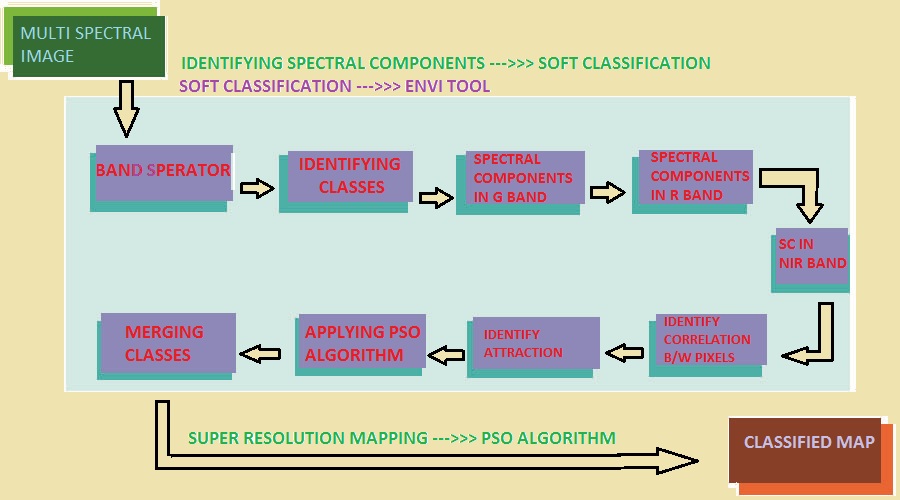 MULTI SPECTRAL
IMAGE
IDENTIFYING SPECTRAL COMPONENTS --->>> SOFT CLASSIFICATION
SOFT CLASSIFICATION --->>> ENVI TOOL
BAND SPERATOR
IDENTIFYING
CLASSES
SPECTRAL
COMPONENTS
IN G BAND
SPECTRAL
COMPONENTS
IN R BAND
SC IN
NIR BAND
IDENTIFY
CORRELATION
B/W PIXELS
IDENTIFY
ATTRACTION
APPLYING PSO
ALGORITHM
MERGING
CLASSES
SUPER RESOLUTION MAPPING --->>> PSO ALGORITHM
CLASSIFIED MAP